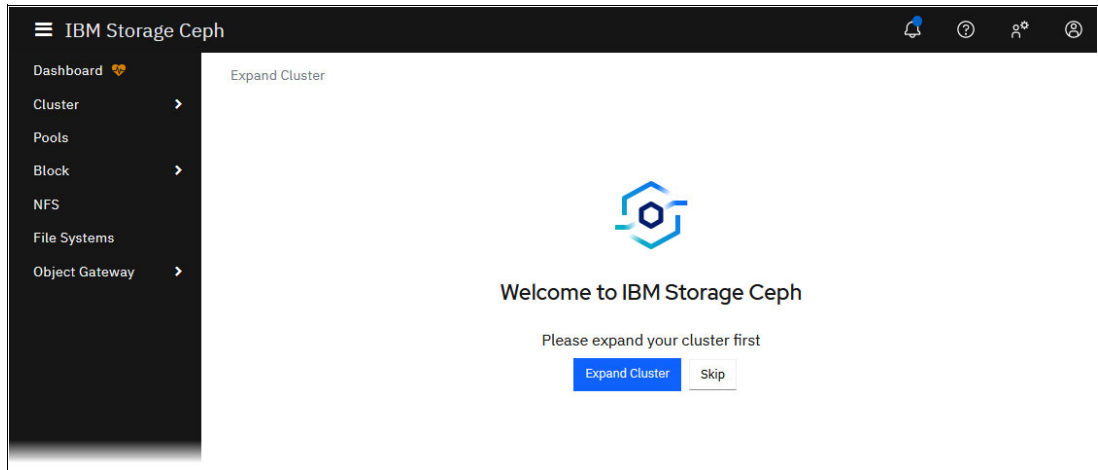 IBM Storage Ceph
Dashboard
Expand Cluster
Cluster
Pools
Block
NFS
File Systems
Object Gateway
Welcome to IBM Storage Ceph
Please expand your cluster first
Expand Cluster
Skip